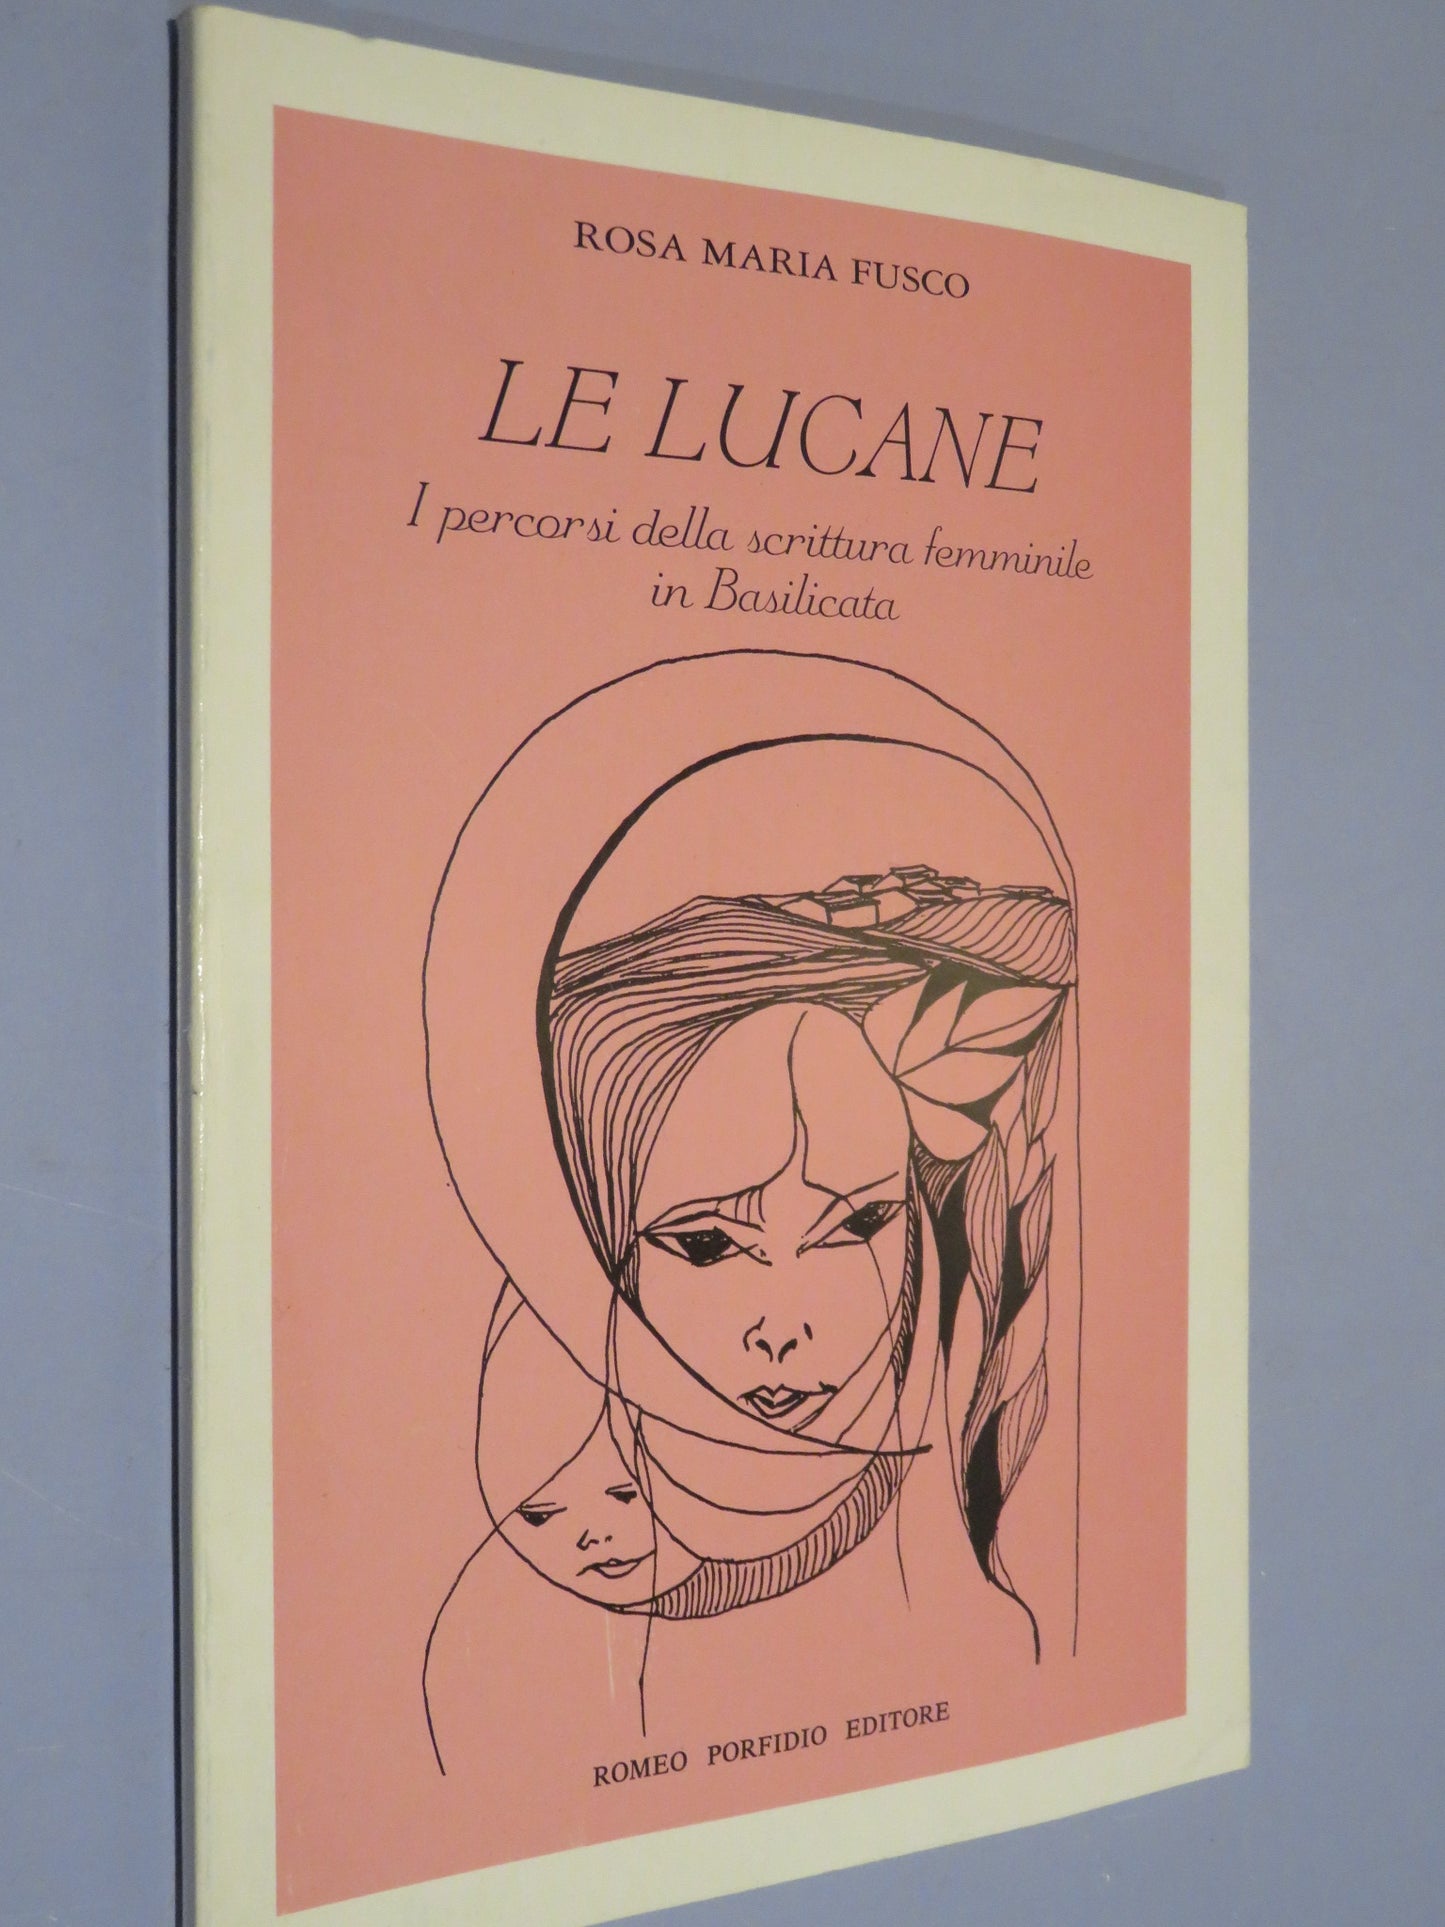 ROSA MARIA FUSCO
LE LUCANE
I percorsi della scrittura femminile
in Basilicata
ROMEO PORFIDIO EDITORE